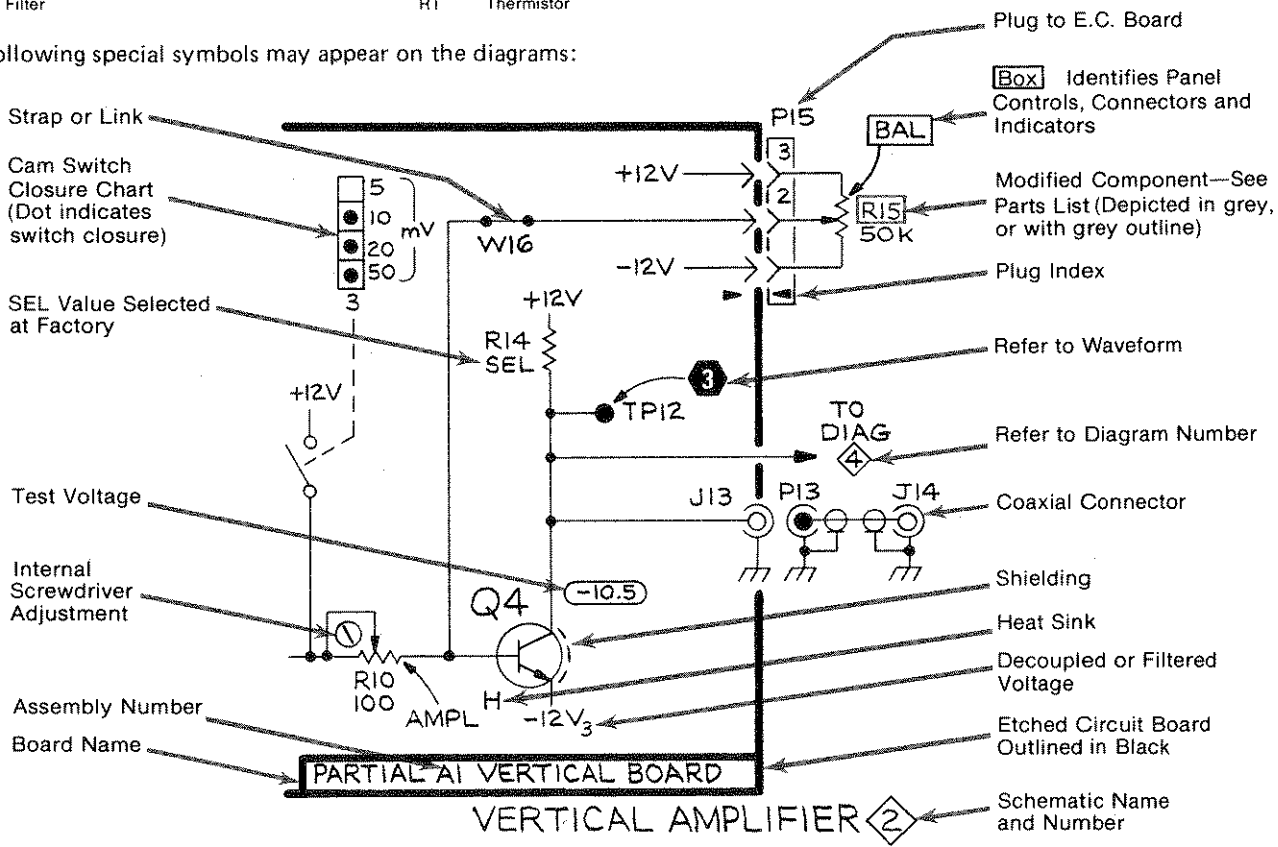 Filter
RT Thermistor
ollowing special symbols may appear on the diagrams:
Strap or Link
Cam Switch
Closure Chart
(Dot indicates
switch closure)
SEL Value Selected
at Factory
Test Voltage
Internal
Screwdriver
Adjustment
Assembly Number
Board Name
5
10
20
50
mV
3
+12V
W16
+12V
R14
SEL
TP12
3
+12V
-12V
P15
3
2
BAL
R15
50K
TO
DIAG
4
J13
P13
J14
-10.5
Q4
R10
100
AMPL
H
-12V3
PARTIAL A1 VERTICAL BOARD
VERTICAL AMPLIFIER 2
Plug to E.C. Board
Box Identifies Panel
Controls, Connectors and
Indicators
Modified Component—See
Parts List (Depicted in grey,
or with grey outline)
Plug Index
Refer to Waveform
Refer to Diagram Number
Coaxial Connector
Shielding
Heat Sink
Decoupled or Filtered
Voltage
Etched Circuit Board
Outlined in Black
Schematic Name
and Number